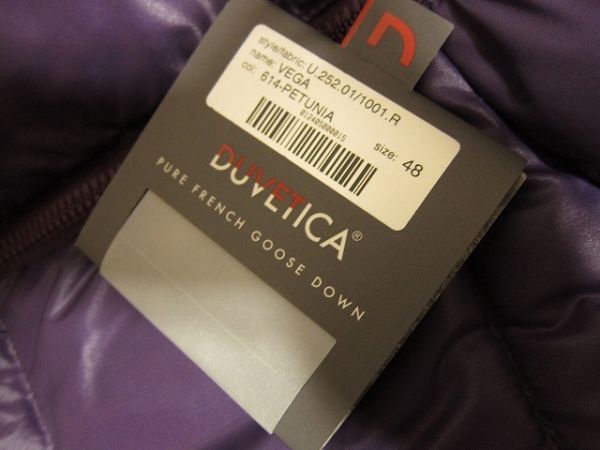 style/fabric: U.252.01/1001.R
name: VEGA
col: 614-PETUNIA
size: 48
DUVETICA®
PURE FRENCH GOOSE DOWN